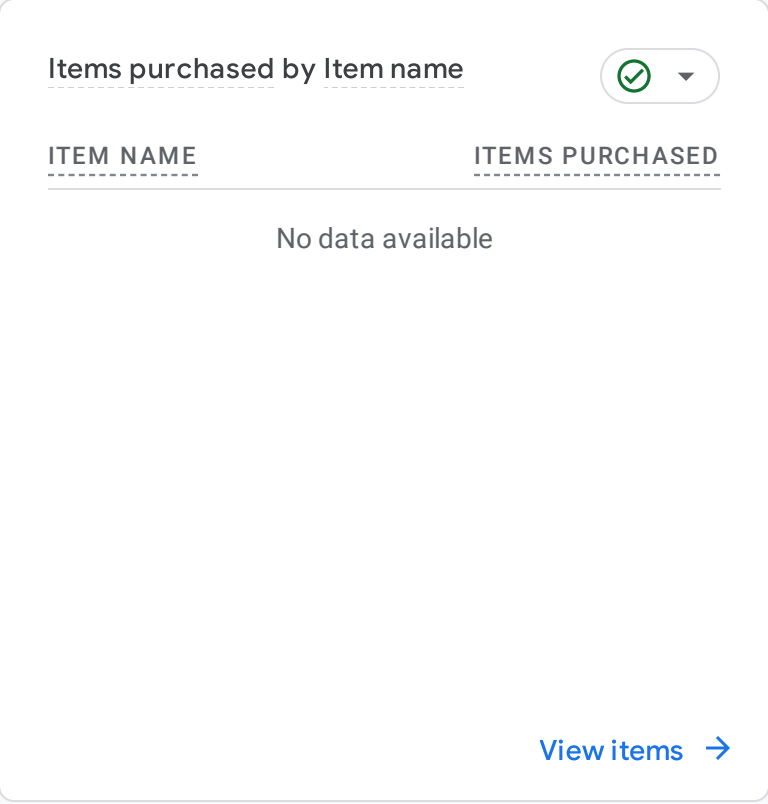 Items purchased by Item name
ITEM NAME ITEMS PURCHASED
No data available
View items